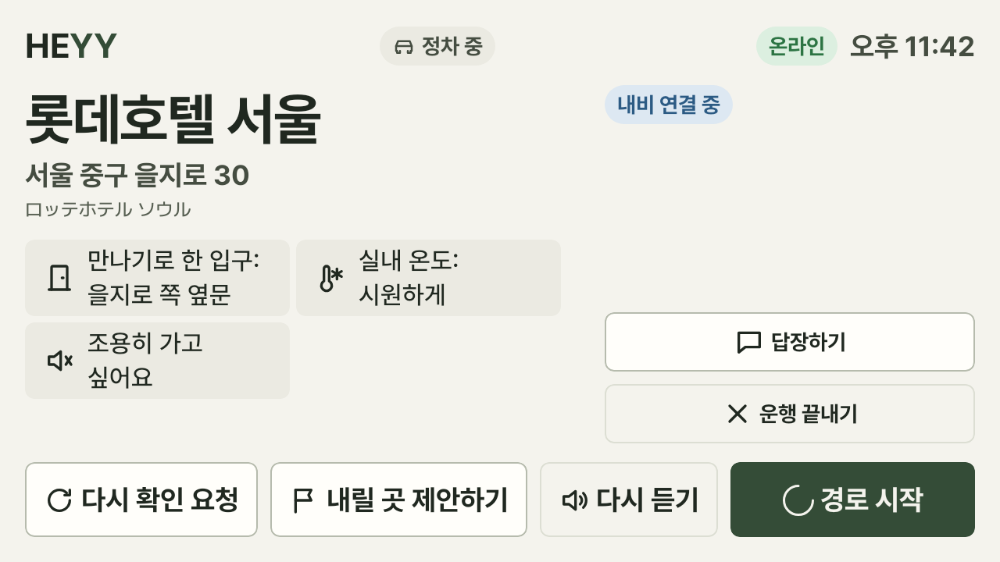 HEYY
정차 중
온라인
오후 11:42
롯데호텔 서울
내비 연결 중
서울 중구 을지로 30
ロッテホテル ソウル
만나기로 한 입구:
을지로 쪽 옆문
실내 온도:
시원하게
조용히 가고
싶어요
답장하기
운행 끝내기
다시 확인 요청
내릴 곳 제안하기
다시 듣기
경로 시작